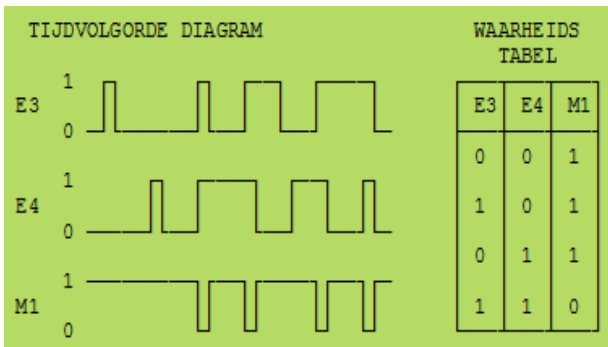 TIJDVOLGORDE DIAGRAM
1
E3
0
1
E4
0
1
M1
0
WAARHEIDS
TABEL
E3 E4 M1
0 0 1
1 0 1
0 1 1
1 1 0